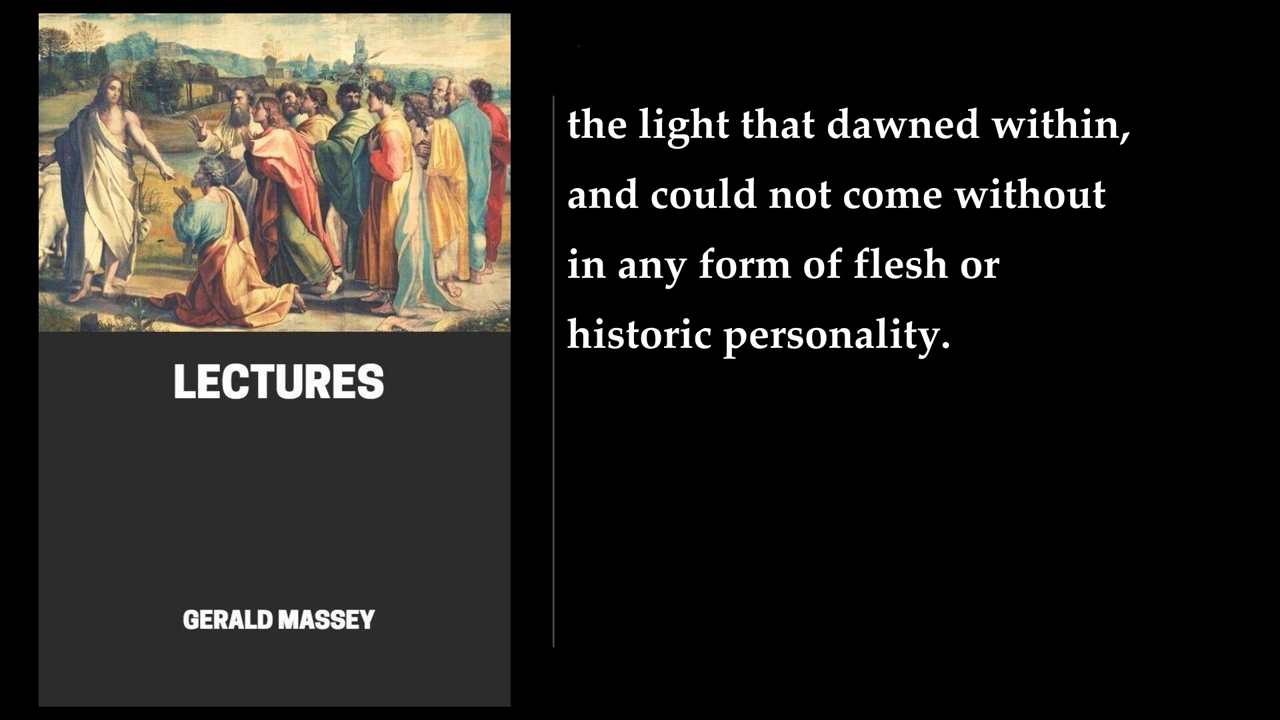 LECTURES
GERALD MASSEY
the light that dawned within,
and could not come without
in any form of flesh or
historic personality.